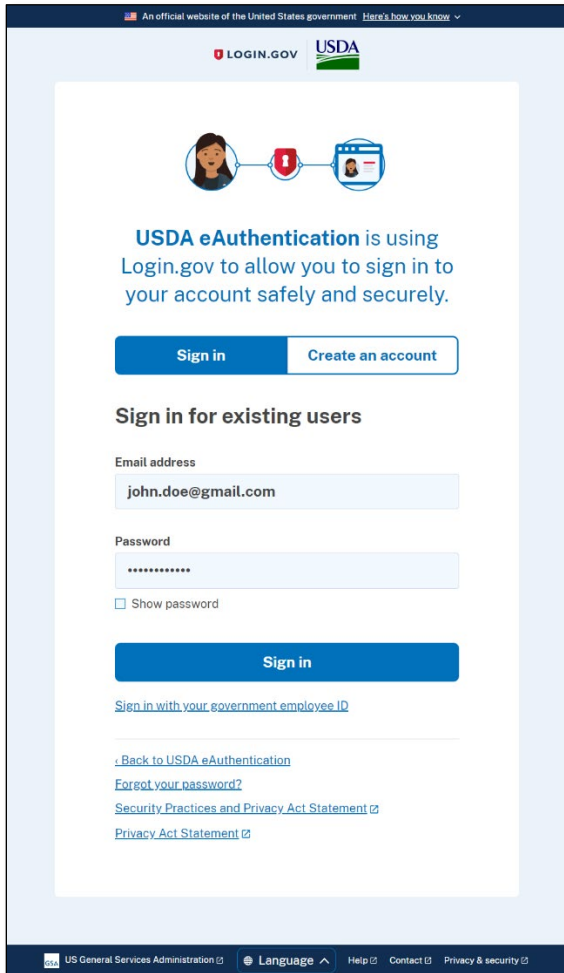 An official website of the United States government Here's how you know
LOGIN.GOV USDA
USDA eAuthentication is using
Login.gov to allow you to sign in to
your account safely and securely.
Sign in Create an account
Sign in for existing users
Email address
john.doe@gmail.com
Password
••••••••••••
Show password
Sign in
Sign in with your government employee ID
‹ Back to USDA eAuthentication
Forgot your password?
Security Practices and Privacy Act Statement
Privacy Act Statement
GSA US General Services Administration Language Help Contact Privacy & security